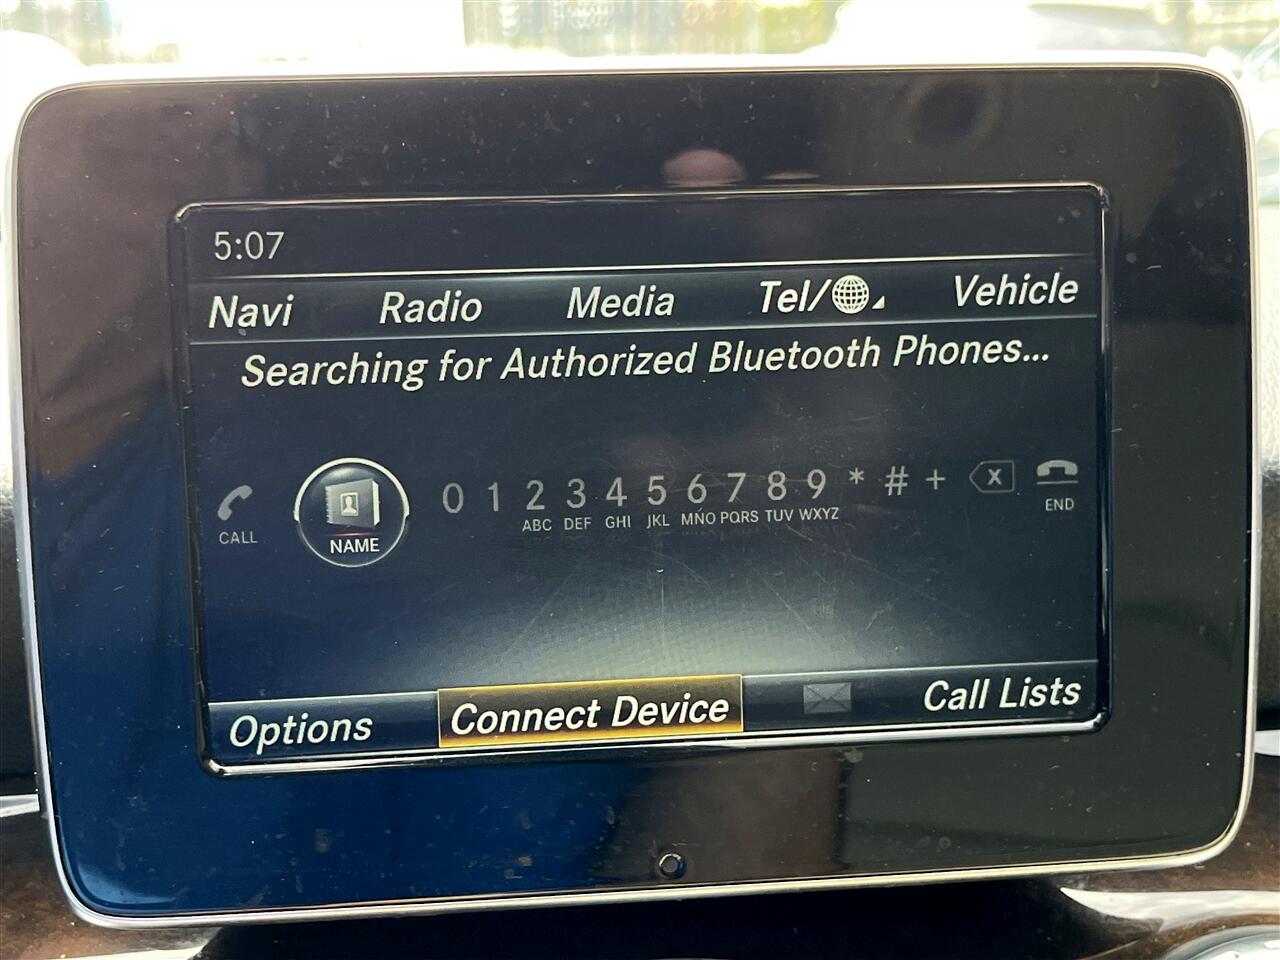 5:07
Navi Radio Media Tel/ Vehicle
Searching for Authorized Bluetooth Phones...
CALL NAME 0 1 2 3 4 5 6 7 8 9 * # + X END
ABC DEF GHI JKL MNO PQRS TUV WXYZ
Options Connect Device Call Lists